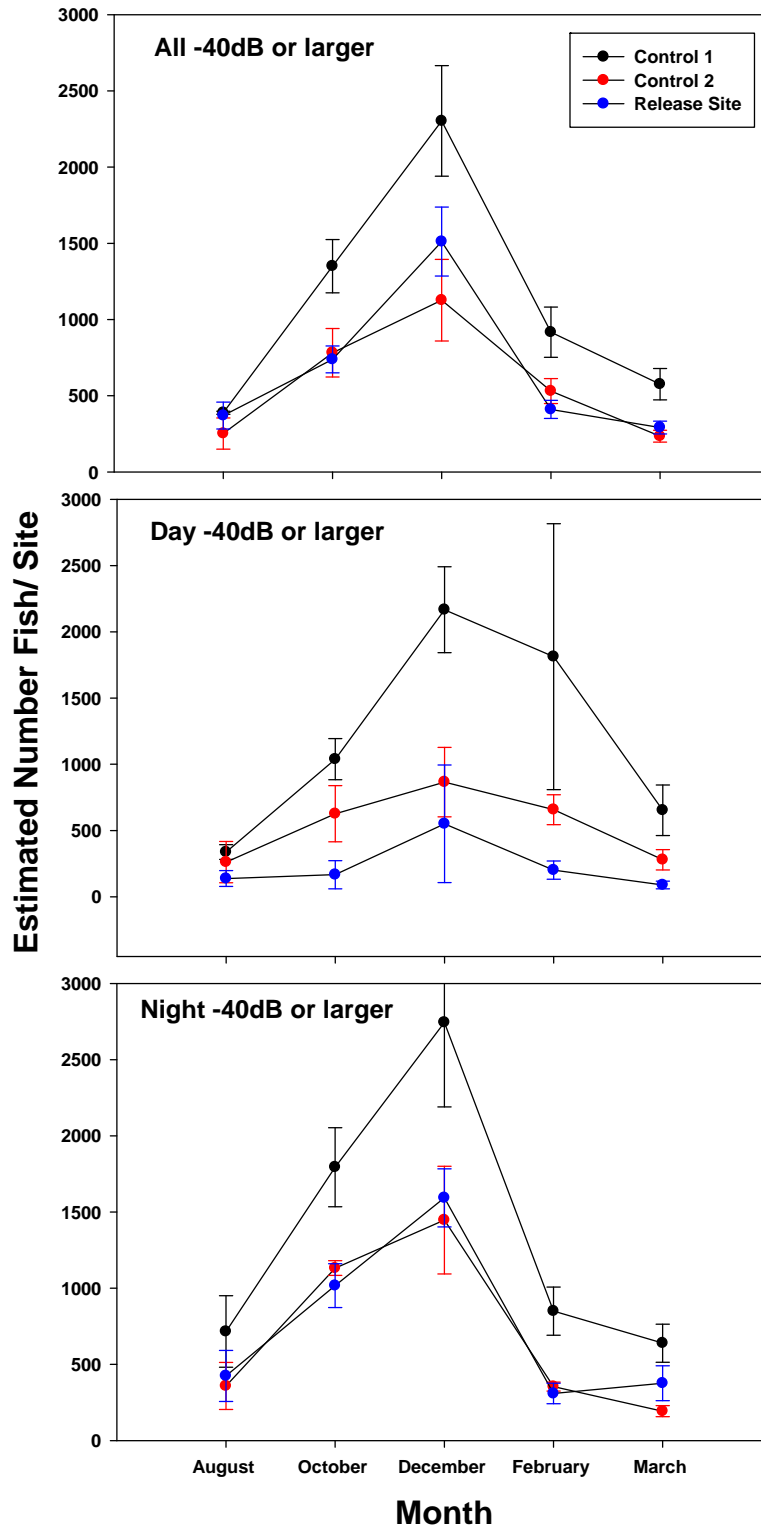 Estimated Number Fish/ Site
All -40dB or larger
Control 1
Control 2
Release Site
3000
2500
2000
1500
1000
500
0
Day -40dB or larger
3000
2500
2000
1500
1000
500
0
Night -40dB or larger
3000
2500
2000
1500
1000
500
0
August October December February March
Month